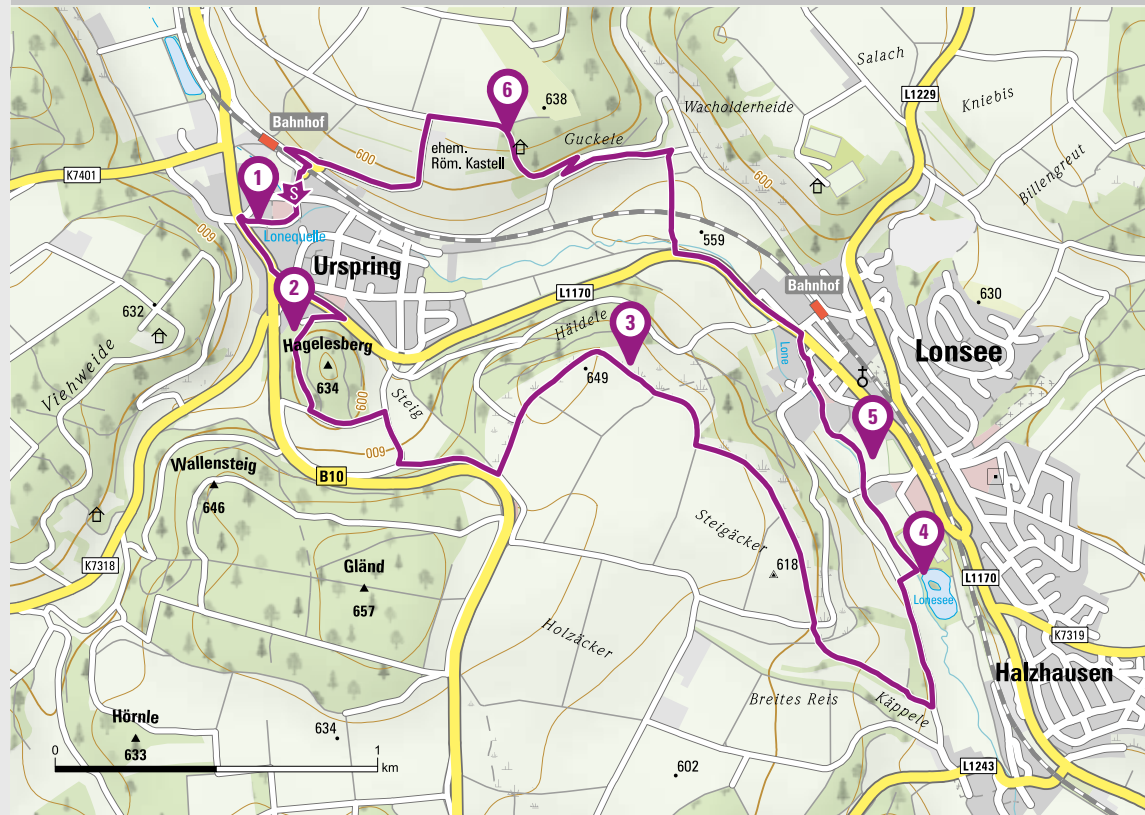 Salach
L1229
Kniebis
6
638
Wacholderheide
Bahnhof
Guckele
ehem.
Röm. Kastell
600
K7401
1
S
600
Billengreut
600
Lonequelle
559
Urspring
632
2
L1170
Bahnhof
630
Häldele
3
Viehweide
Hägelesberg
634
649
Lone
Lonsee
Steig
600
5
600
Wallensteig
646
B10
Steigäcker
4
K7318
Gländ
657
618
L1170
Lonesee
K7319
Holzäcker
Halzhausen
Breites Reis
Käppele
Hörnle
633
634
0
1
km
602
L1243